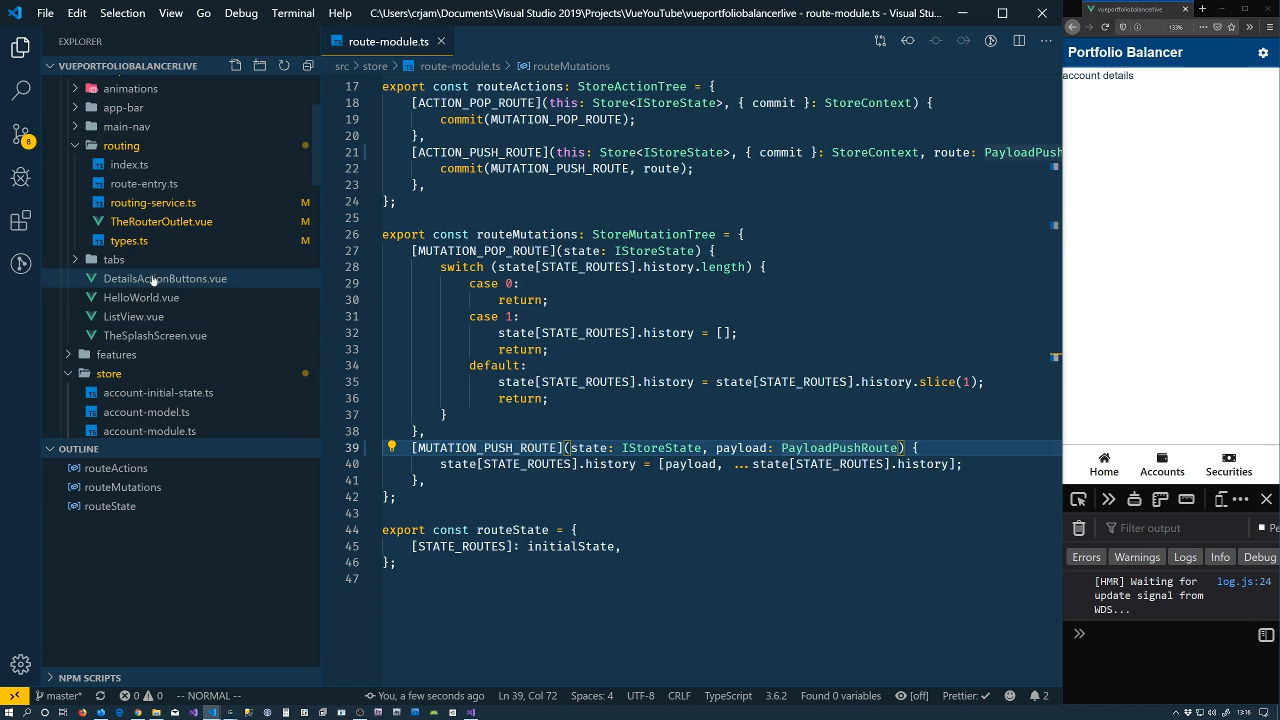 File Edit Selection View Go Debug Terminal Help C:\Users\crjam\Documents\Visual Studio 2019\Projects\VueYouTube\vueportfoliobalancerlive - route-module.ts - Visual Stu...
vueportfoliobalancerlive
133%
EXPLORER
route-module.ts
Portfolio Balancer
VUEPORTFOLIOBALANCERLIVE
src > store > route-module.ts > routeMutations
account details
animations
app-bar
main-nav
routing
index.ts
route-entry.ts
routing-service.ts M
TheRouterOutlet.vue M
types.ts M
tabs
DetailsActionButtons.vue
HelloWorld.vue
ListView.vue
TheSplashScreen.vue
features
store
account-initial-state.ts
account-model.ts
account-module.ts
OUTLINE
routeActions
routeMutations
routeState
NPM SCRIPTS
8
17 export const routeActions: StoreActionTree = {
18 [ACTION_POP_ROUTE](this: Store<IStoreState>, { commit }: StoreContext) {
19 commit(MUTATION_POP_ROUTE);
20 },
21 [ACTION_PUSH_ROUTE](this: Store<IStoreState>, { commit }: StoreContext, route: PayloadPush
22 commit(MUTATION_PUSH_ROUTE, route);
23 },
24 };
25
26 export const routeMutations: StoreMutationTree = {
27 [MUTATION_POP_ROUTE](state: IStoreState) {
28 switch (state[STATE_ROUTES].history.length) {
29 case 0:
30 return;
31 case 1:
32 state[STATE_ROUTES].history = [];
33 return;
34 default:
35 state[STATE_ROUTES].history = state[STATE_ROUTES].history.slice(1);
36 return;
37 }
38 },
39 [MUTATION_PUSH_ROUTE](state: IStoreState, payload: PayloadPushRoute) {
40 state[STATE_ROUTES].history = [payload, ...state[STATE_ROUTES].history];
41 },
42 };
43
44 export const routeState = {
45 [STATE_ROUTES]: initialState,
46 };
47
Home Accounts Securities
Filter output
Pe
Errors Warnings Logs Info Debug
[HMR] Waiting for log.js:24
update signal from
WDS...
master* 0 0 -- NORMAL -- You, a few seconds ago Ln 39, Col 72 Spaces: 4 UTF-8 CRLF TypeScript 3.6.2 Found 0 variables [off] Prettier: ✓ 2
13:16